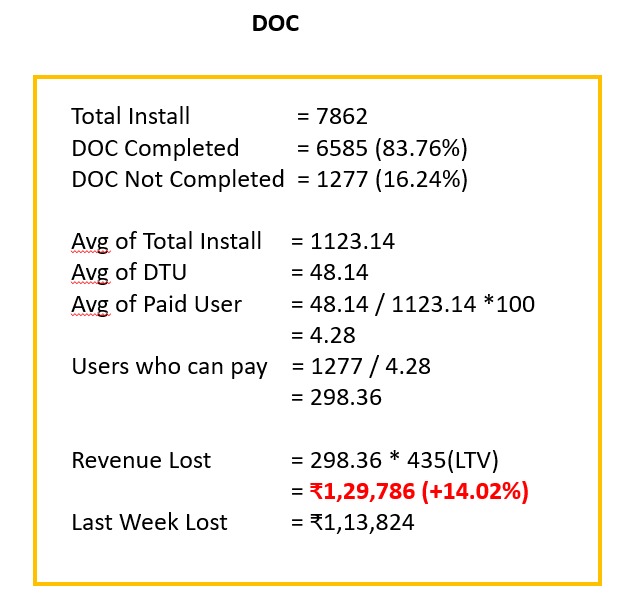 DOC
Total Install = 7862
DOC Completed = 6585 (83.76%)
DOC Not Completed = 1277 (16.24%)
Avg of Total Install = 1123.14
Avg of DTU = 48.14
Avg of Paid User = 48.14 / 1123.14 *100
= 4.28
Users who can pay = 1277 / 4.28
= 298.36
Revenue Lost = 298.36 * 435(LTV)
= ₹1,29,786 (+14.02%)
Last Week Lost = ₹1,13,824